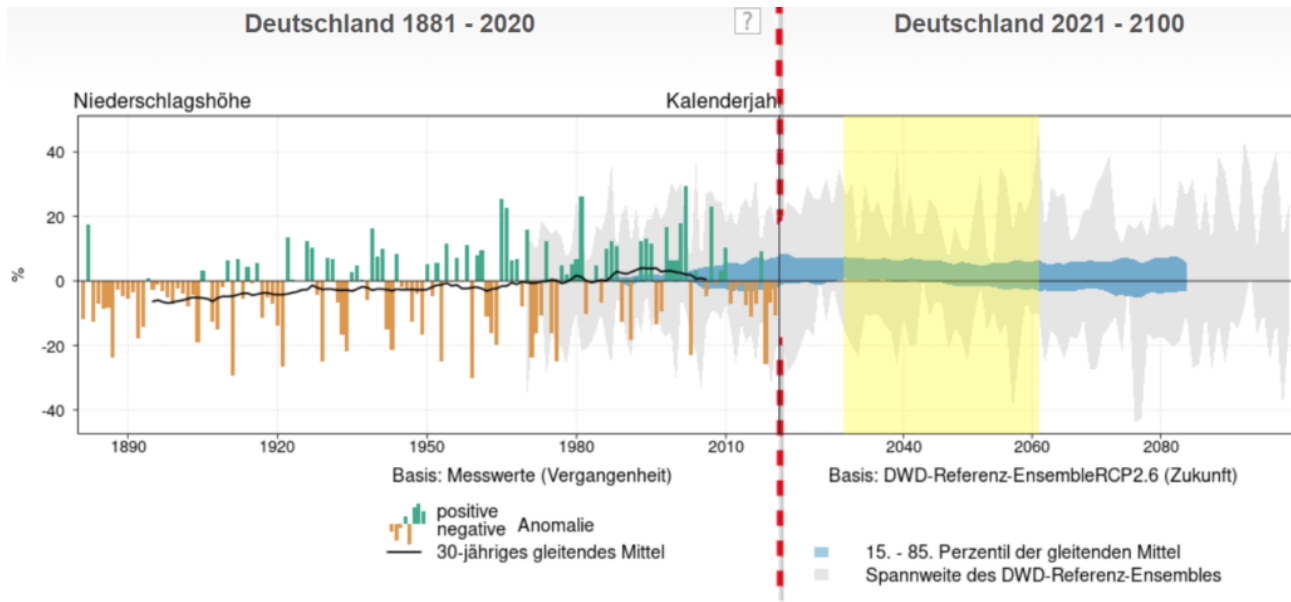 Deutschland 1881 - 2020
?
Deutschland 2021 - 2100
Niederschlagshöhe
Kalenderjah
%
40
20
0
-20
-40
1890
1920
1950
1980
2010
2040
2060
2080
Basis: Messwerte (Vergangenheit)
Basis: DWD-Referenz-EnsembleRCP2.6 (Zukunft)
positive
negative Anomalie
30-jähriges gleitendes Mittel
15. - 85. Perzentil der gleitenden Mittel
Spannweite des DWD-Referenz-Ensembles